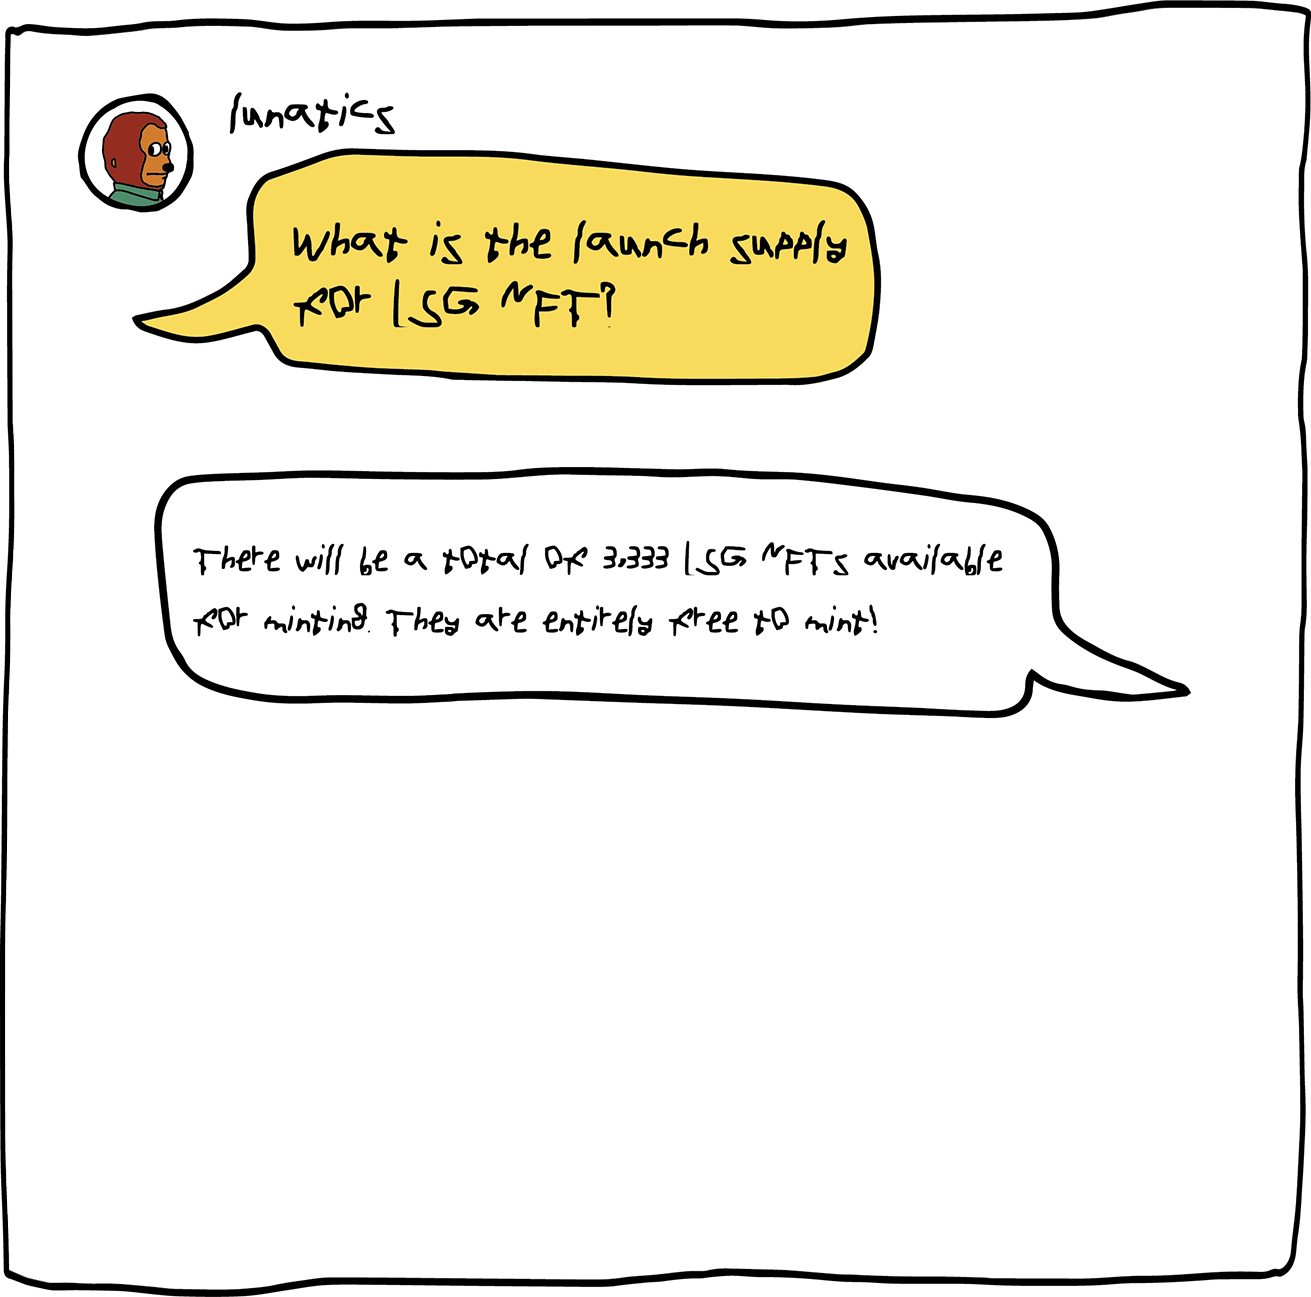 lunatics
What is the launch supply
for LSG NFT?
There will be a total of 3,333 LSG NFTs available
for minting. They are entirely free to mint!